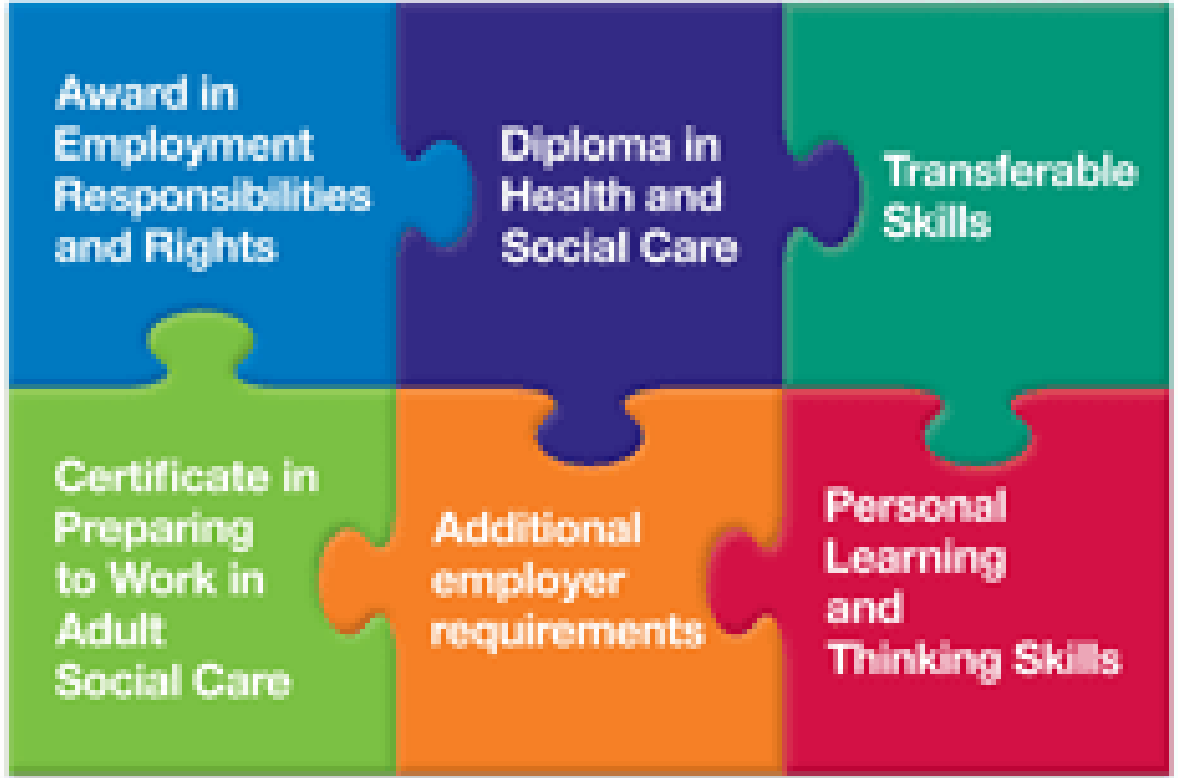 Award in
Employment
Responsibilities
and Rights
Diploma in
Health and
Social Care
Transferable
Skills
Certificate in
Preparing
to Work in
Adult
Social Care
Additional
employer
requirements
Personal
Learning
and
Thinking Skills